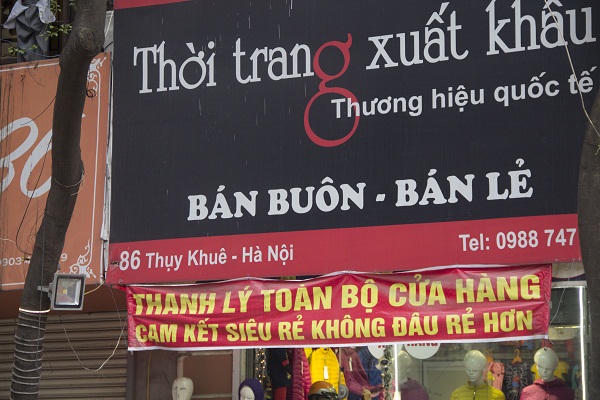 Thời trang xuất khẩu
Thương hiệu quốc tế
BÁN BUÔN - BÁN LẺ
86 Thụy Khuê - Hà Nội
Tel: 0988 747
THANH LÝ TOÀN BỘ CỬA HÀNG
CAM KẾT SIÊU RẺ KHÔNG ĐÂU RẺ HƠN
HÀNG